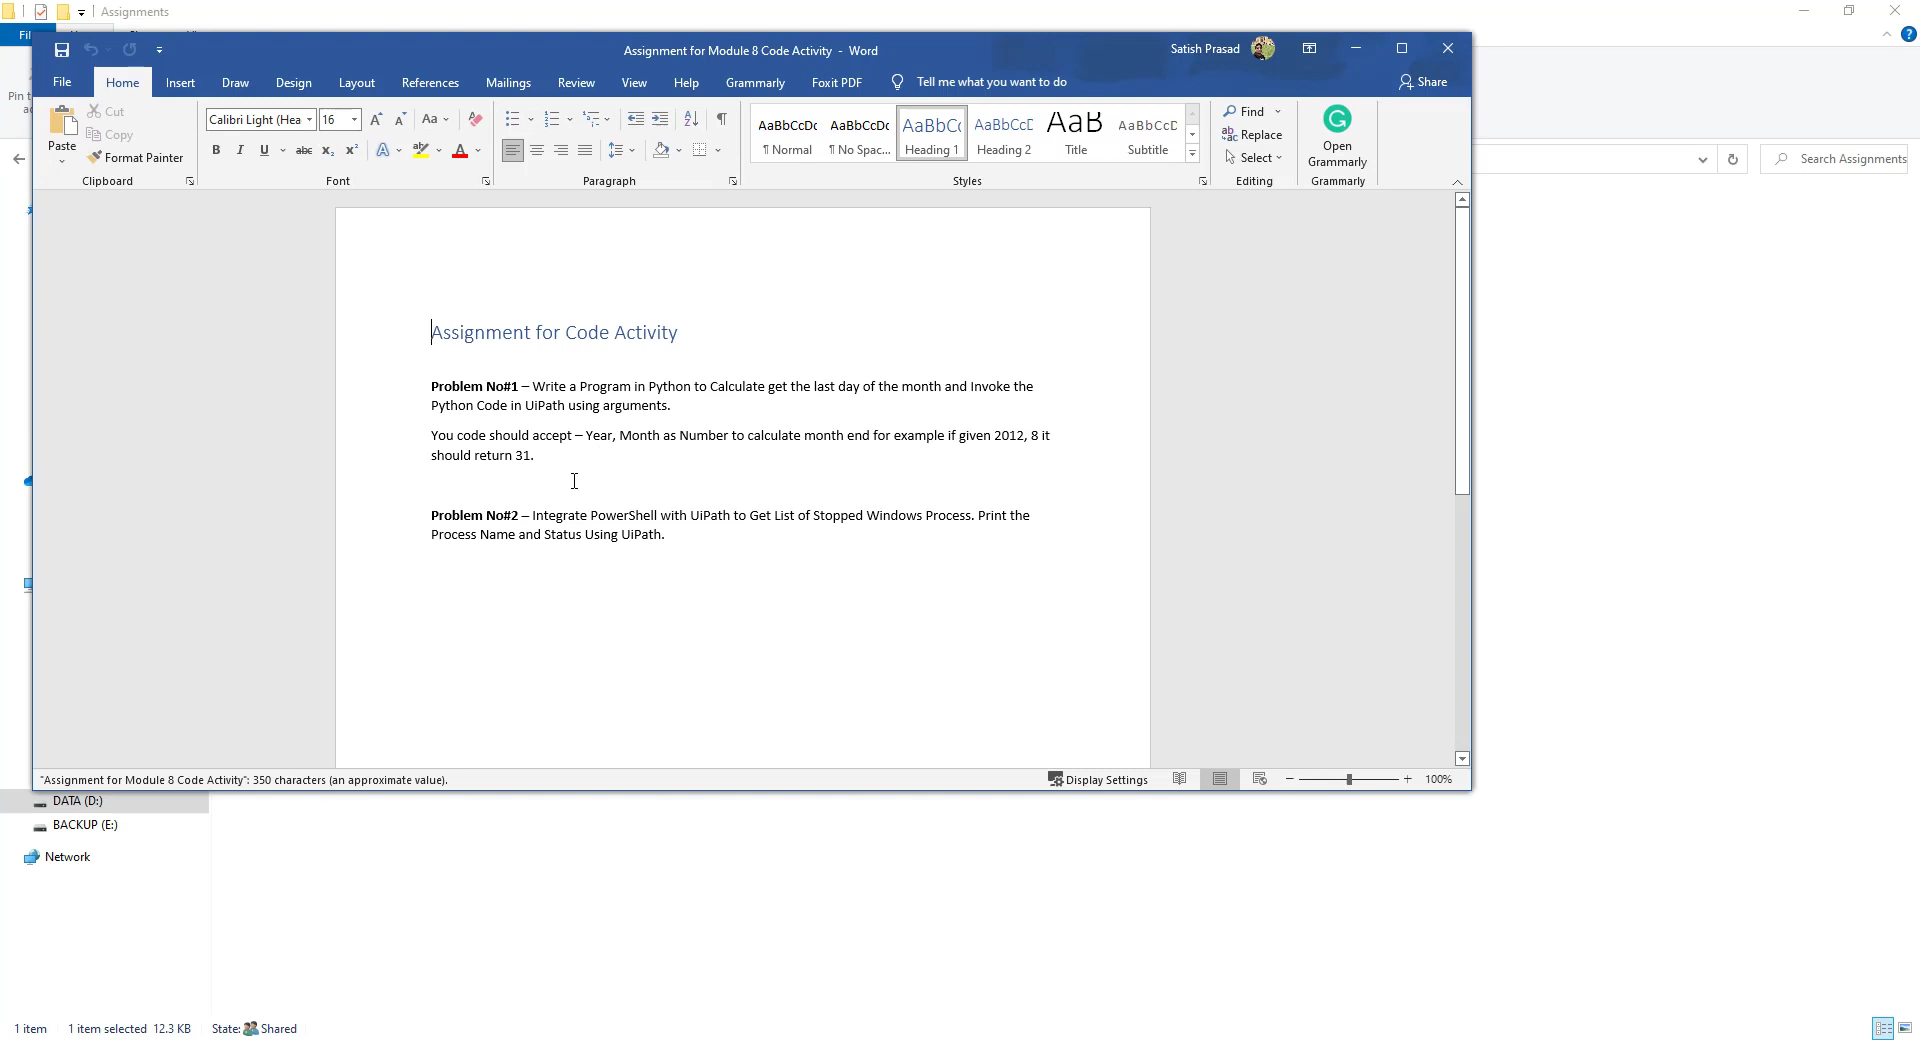 Assignments
Fil
Assignment for Module 8 Code Activity - Word
Satish Prasad
File Home Insert Draw Design Layout References Mailings Review View Help Grammarly Foxit PDF Tell me what you want to do Share
Pin t
Paste
Cut
Copy
Format Painter
Clipboard
Calibri Light (Hea 16
Font
Paragraph
AaBbCcDc AaBbCcDc AaBbCc AaBbCcD AaB AaBbCcD
¶ Normal ¶ No Spac... Heading 1 Heading 2 Title Subtitle
Styles
Find
Replace
Select
Editing
Open
Grammarly
Grammarly
Search Assignments
Assignment for Code Activity
Problem No#1 – Write a Program in Python to Calculate get the last day of the month and Invoke the
Python Code in UiPath using arguments.
You code should accept – Year, Month as Number to calculate month end for example if given 2012, 8 it
should return 31.
Problem No#2 – Integrate PowerShell with UiPath to Get List of Stopped Windows Process. Print the
Process Name and Status Using UiPath.
"Assignment for Module 8 Code Activity": 350 characters (an approximate value).
Display Settings
100%
DATA (D:)
BACKUP (E:)
Network
1 item 1 item selected 12.3 KB State: Shared